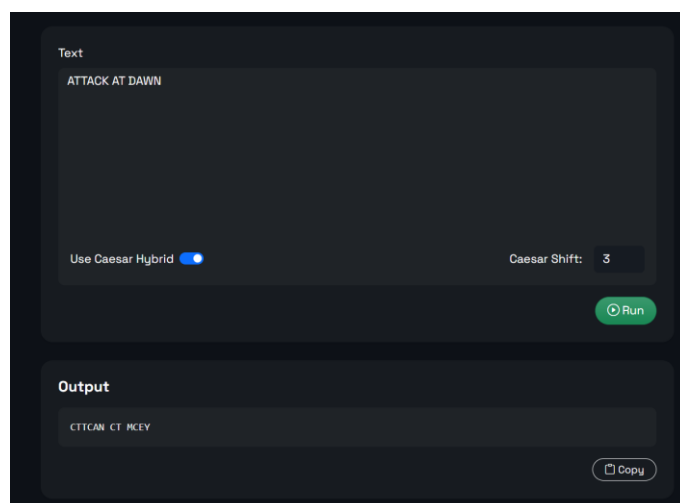 Text
ATTACK AT DAWN
Use Caesar Hybrid Caesar Shift: 3
Run
Output
CTTCAN CT MCEY
Copy